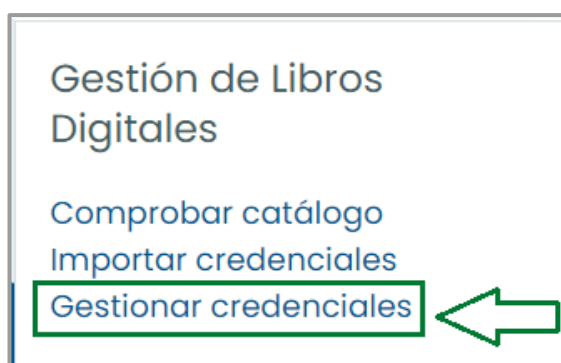 Gestión de Libros
Digitales
Comprobar catálogo
Importar credenciales
Gestionar credenciales